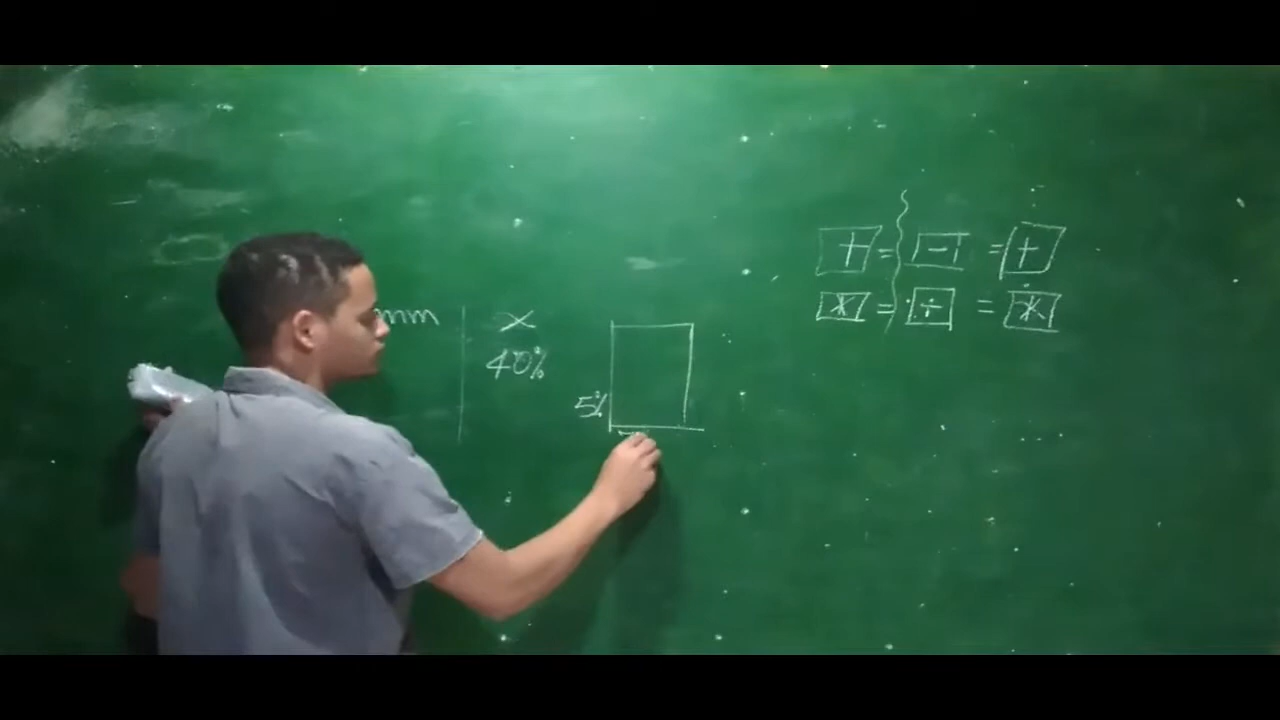 mm
x
40%
5%
+ = - = +
* = ÷ = *